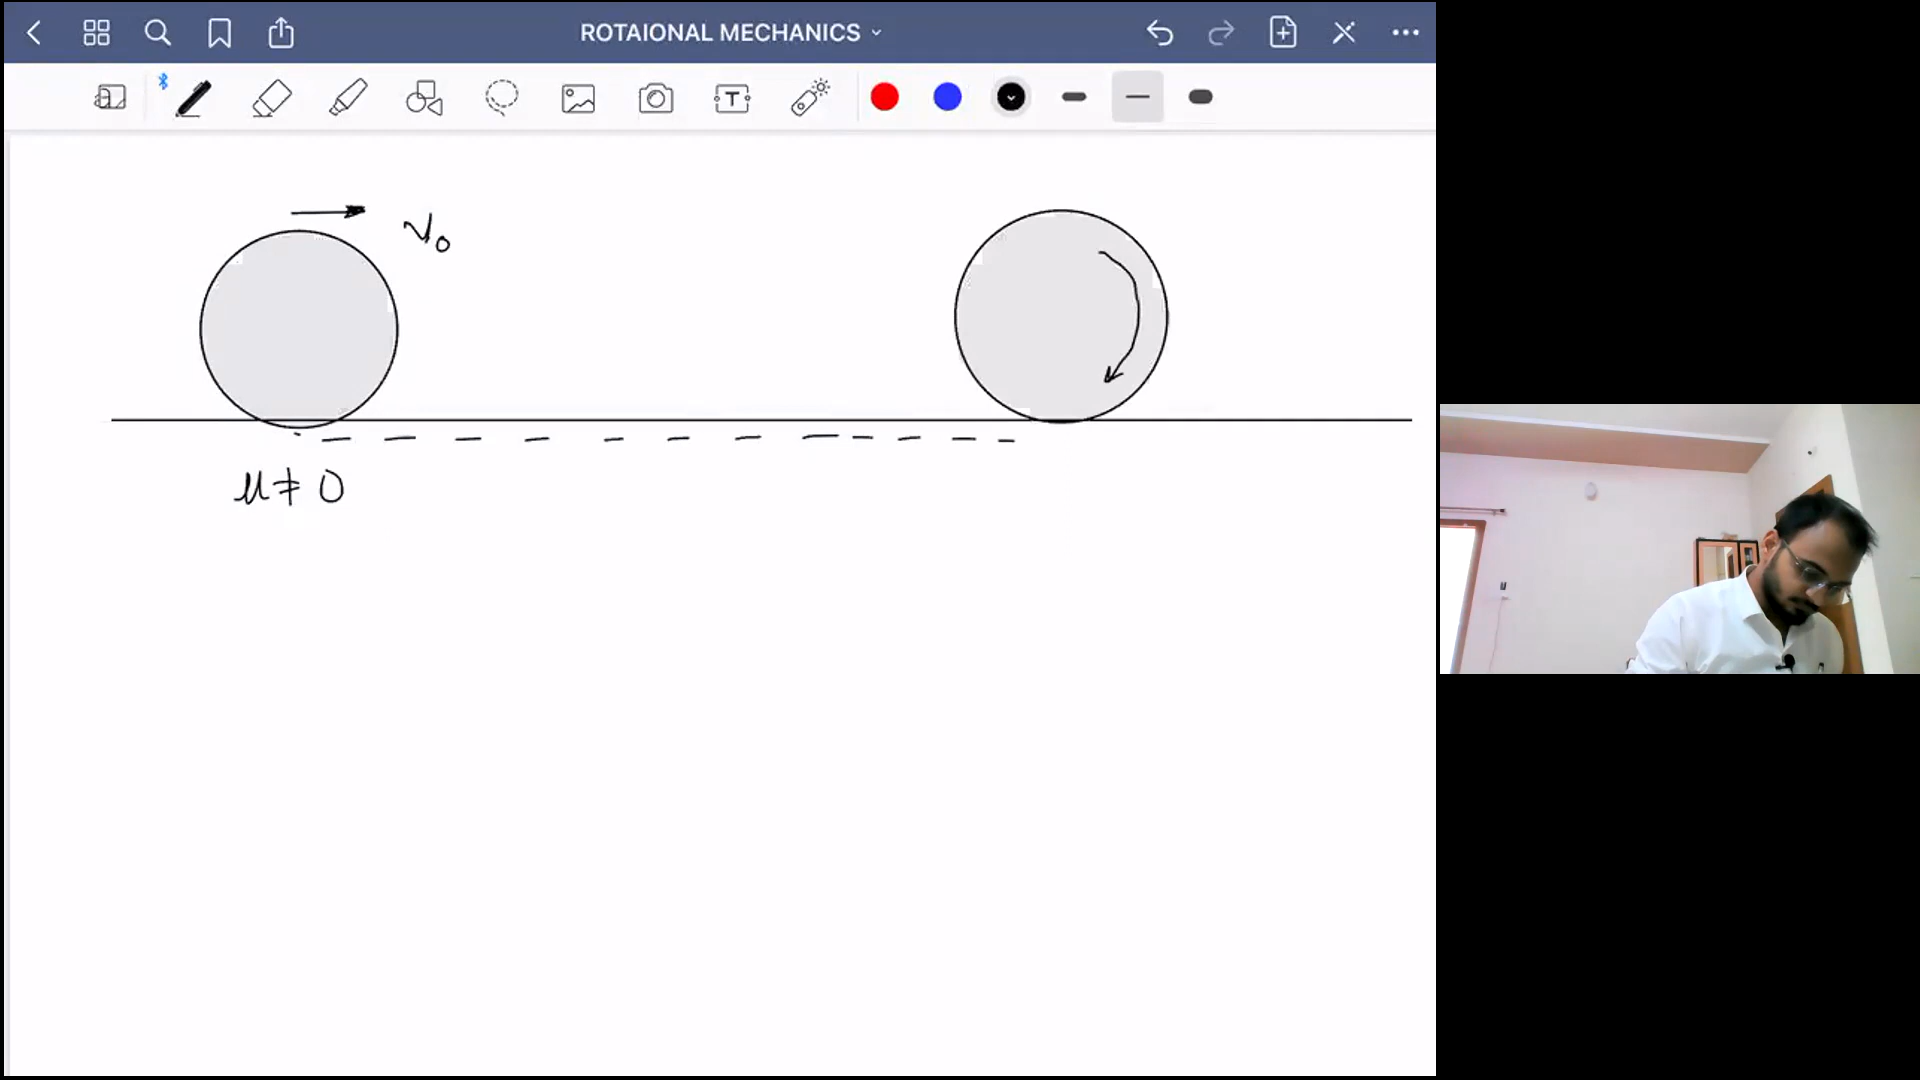 ROTAIONAL MECHANICS
T
v₀
μ ≠ 0